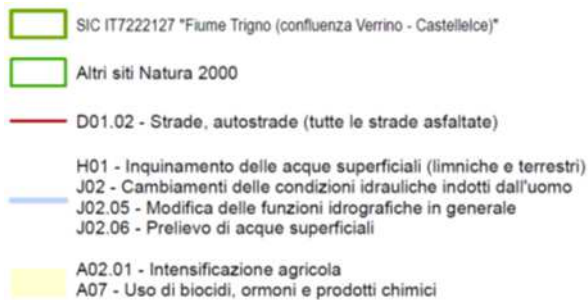 SIC IT7222127 "Fiume Trigno (confluenza Verrino - Castellelce)"
Altri siti Natura 2000
D01.02 - Strade, autostrade (tutte le strade asfaltate)
H01 - Inquinamento delle acque superficiali (limniche e terrestri)
J02 - Cambiamenti delle condizioni idrauliche indotti dall'uomo
J02.05 - Modifica delle funzioni idrografiche in generale
J02.06 - Prelievo di acque superficiali
A02.01 - Intensificazione agricola
A07 - Uso di biocidi, ormoni e prodotti chimici